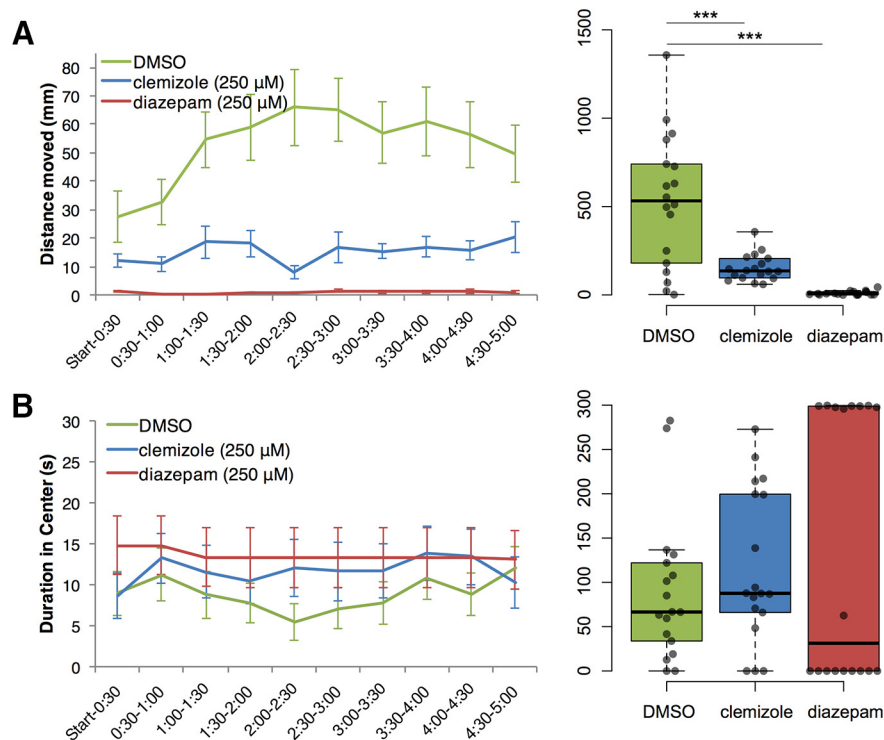 A
Distance moved (mm)
80
70
60
50
40
30
20
10
0
DMSO
clemizole (250 µM)
diazepam (250 µM)
Start-0:30
0:30-1:00
1:00-1:30
1:30-2:00
2:00-2:30
2:30-3:00
3:00-3:30
3:30-4:00
4:00-4:30
4:30-5:00
***
***
1500
1000
500
0
DMSO
clemizole
diazepam
B
Duration in Center (s)
30
25
20
15
10
5
0
DMSO
clemizole (250 µM)
diazepam (250 µM)
Start-0:30
0:30-1:00
1:00-1:30
1:30-2:00
2:00-2:30
2:30-3:00
3:00-3:30
3:30-4:00
4:00-4:30
4:30-5:00
300
250
200
150
100
50
0
DMSO
clemizole
diazepam